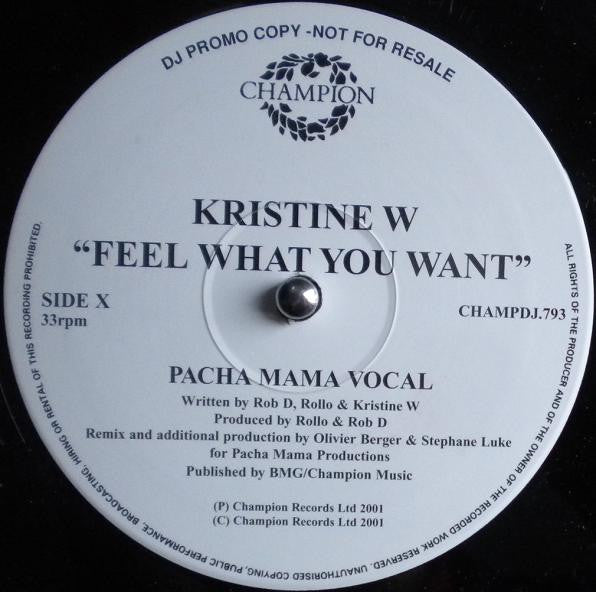 DJ PROMO COPY - NOT FOR RESALE
CHAMPION
KRISTINE W
“FEEL WHAT YOU WANT”
SIDE X
33rpm
CHAMPDJ.793
PACHA MAMA VOCAL
Written by Rob D, Rollo & Kristine W
Produced by Rollo & Rob D
Remix and additional production by Olivier Berger & Stephane Luke
for Pacha Mama Productions
Published by BMG/Champion Music
(P) Champion Records Ltd 2001
(C) Champion Records Ltd 2001
ALL RIGHTS OF THE PRODUCER AND OF THE OWNER OF THE RECORDED WORK RESERVED. UNAUTHORISED COPYING, PUBLIC PERFORMANCE, BROADCASTING, HIRING OR RENTAL OF THIS RECORDING PROHIBITED.